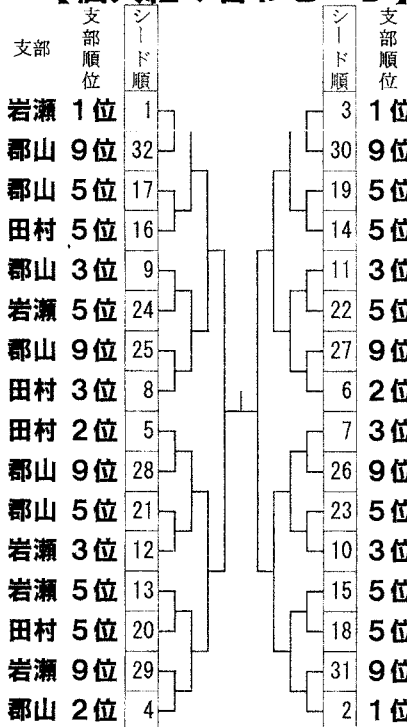 支部 支部順位 シード順 シード順 支部順位
岩瀬 1位 1 3 1位
郡山 9位 32 30 9位
郡山 5位 17 19 5位
田村 5位 16 14 5位
郡山 3位 9 11 3位
岩瀬 5位 24 22 5位
郡山 9位 25 27 9位
田村 3位 8 6 2位
田村 2位 5 7 3位
郡山 9位 28 26 9位
郡山 5位 21 23 5位
岩瀬 3位 12 10 3位
岩瀬 5位 13 15 5位
田村 5位 20 18 5位
岩瀬 9位 29 31 9位
郡山 2位 4 2 1位